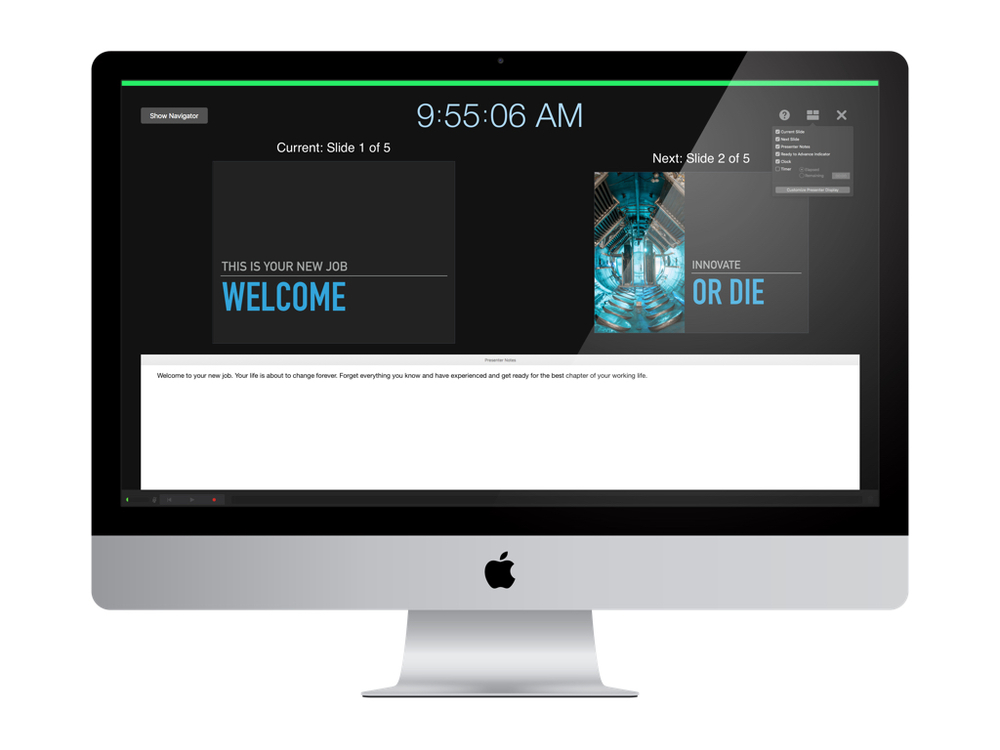 9:55:06 AM
Show Navigator
Current: Slide 1 of 5
THIS IS YOUR NEW JOB
WELCOME
Next: Slide 2 of 5
INNOVATE
OR DIE
Current Slide
Next Slide
Presenter Notes
Ready to Advance Indicator
Clock
Timer
Elapsed
Remaining
Customize Presenter Display
Presenter Notes
Welcome to your new job. Your life is about to change forever. Forget everything you know and have experienced and get ready for the best chapter of your working life.